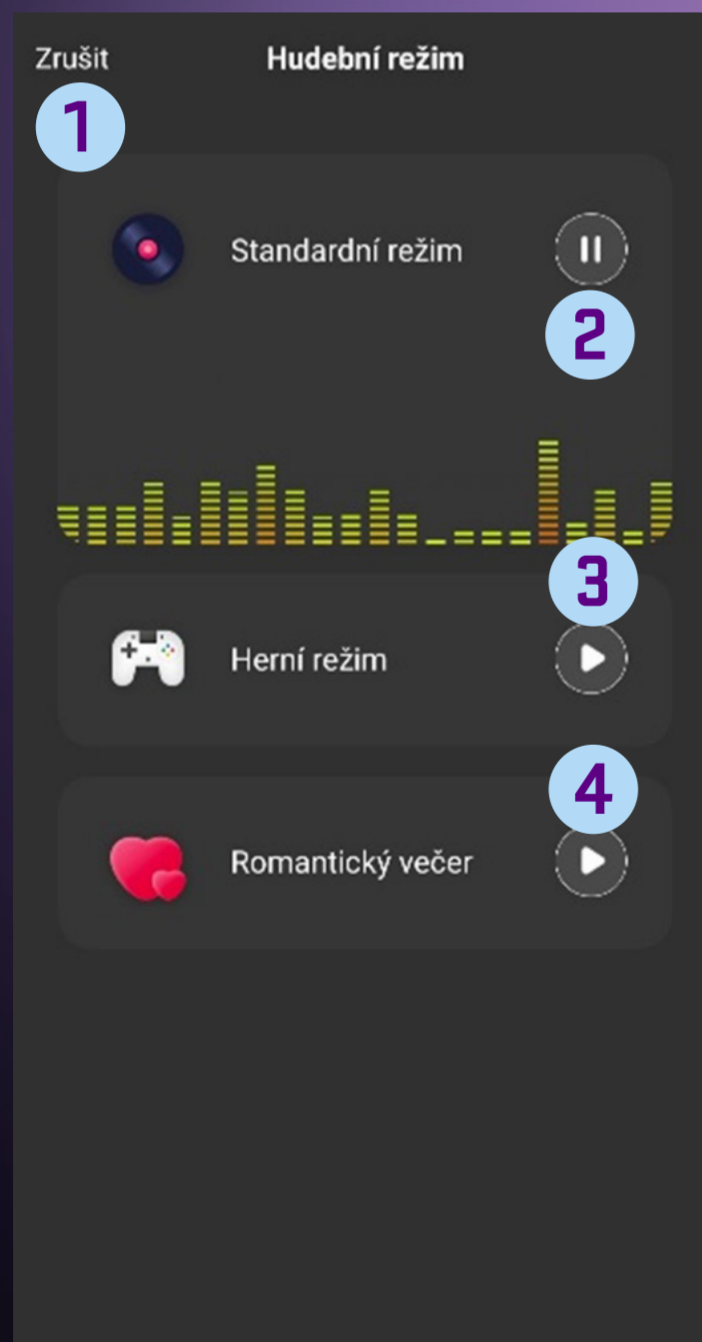 Zrušit Hudební režim
1
Standardní režim
2
3
Herní režim
4
Romantický večer